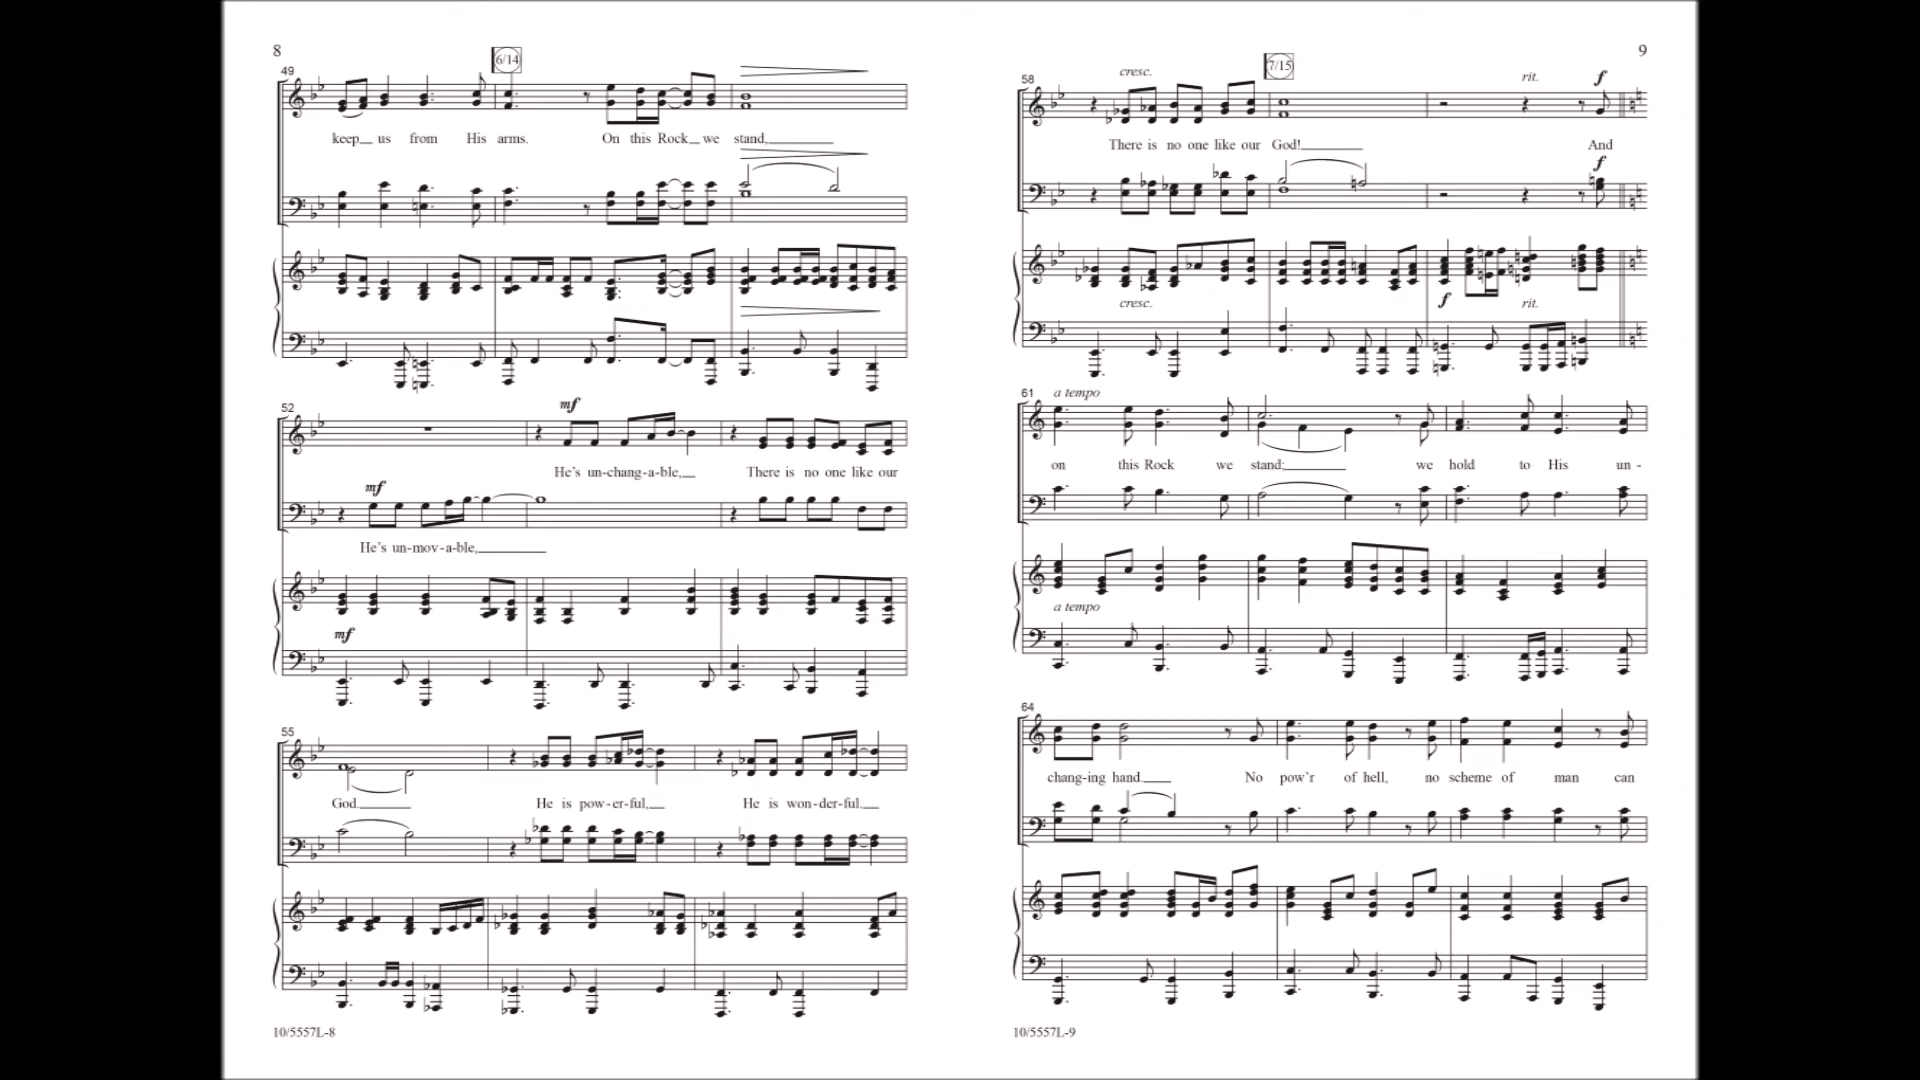 8
49
6/14
keep us from His arms. On this Rock we stand,
52
mf
He's un-chang-a-ble, There is no one like our
mf
He's un-mov-a-ble,
mf
55
God. He is pow-er-ful, He is won-der-ful.
10/5557L-8
9
58
cresc.
7/15
rit.
f
There is no one like our God! And
f
cresc.
f
rit.
61
a tempo
on this Rock we stand; we hold to His un -
a tempo
64
chang-ing hand. No pow'r of hell, no scheme of man can
10/5557L-9